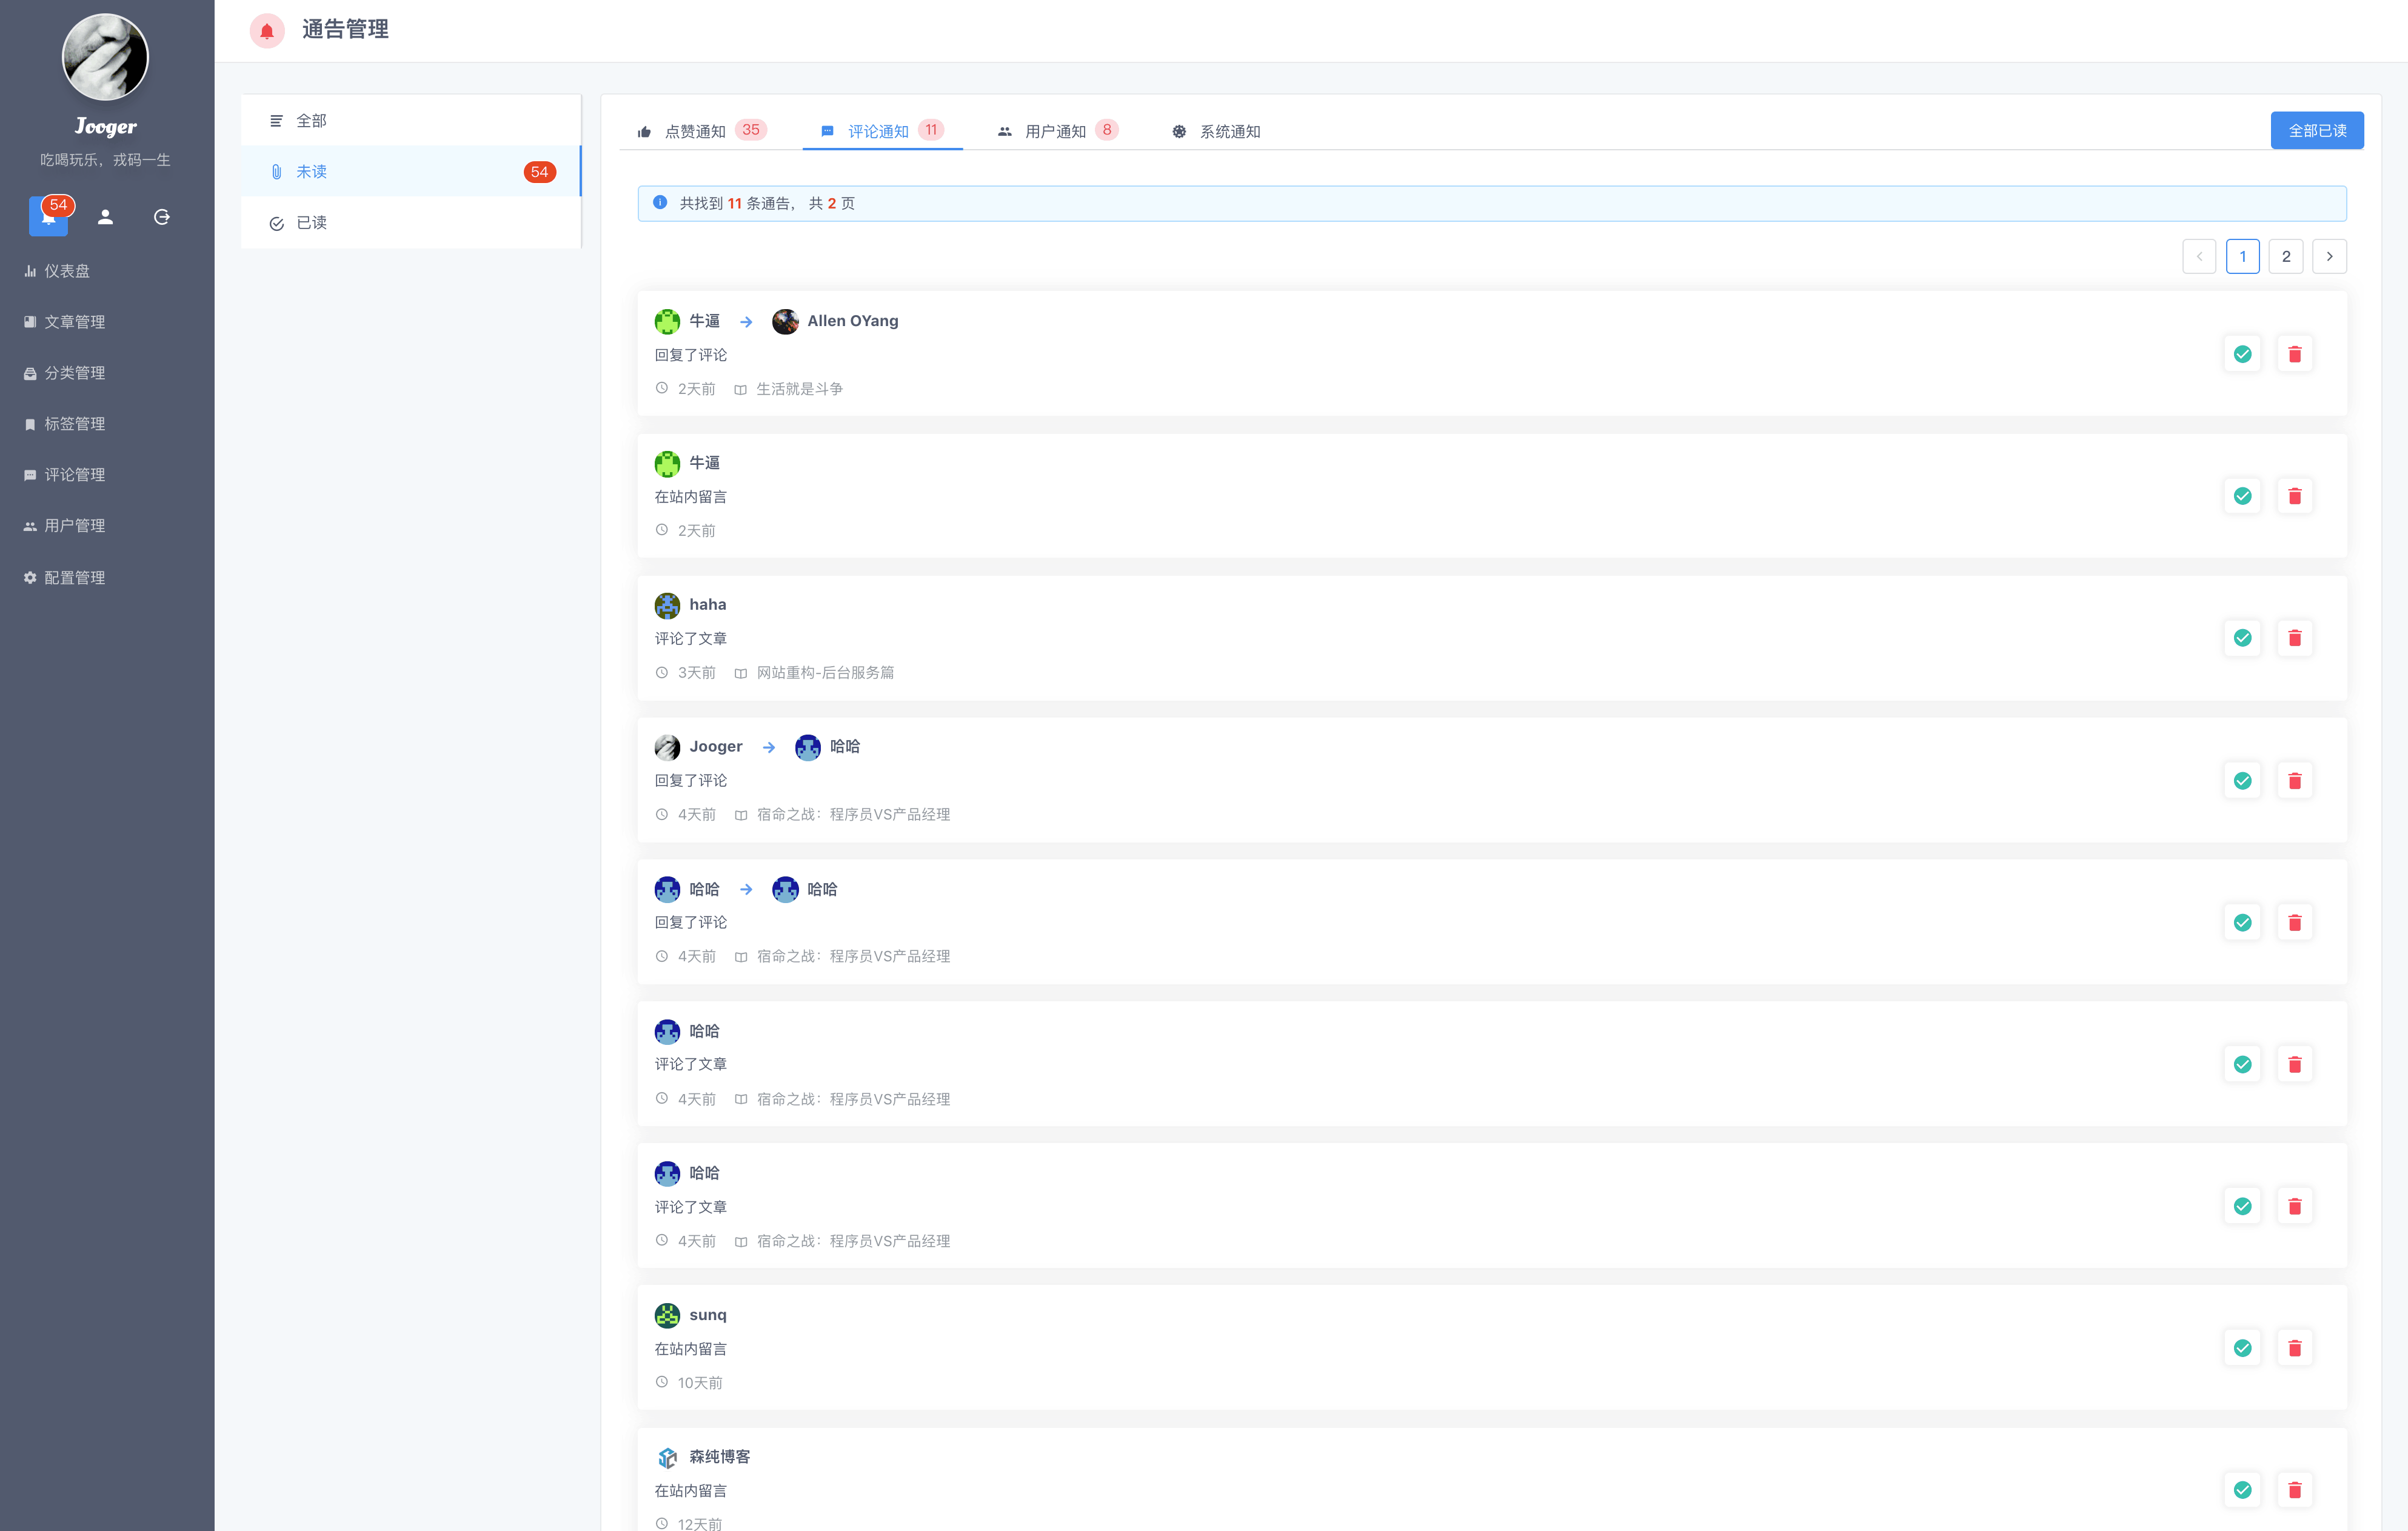 Jooger
吃喝玩乐，戎码一生
54
仪表盘
文章管理
分类管理
标签管理
评论管理
用户管理
配置管理
通告管理
全部
未读 54
已读
点赞通知 35 评论通知 11 用户通知 8 系统通知 全部已读
共找到 11 条通告， 共 2 页
1 2
牛逼 Allen OYang
回复了评论
2天前 生活就是斗争
牛逼
在站内留言
2天前
haha
评论了文章
3天前 网站重构-后台服务篇
Jooger 哈哈
回复了评论
4天前 宿命之战：程序员VS产品经理
哈哈 哈哈
回复了评论
4天前 宿命之战：程序员VS产品经理
哈哈
评论了文章
4天前 宿命之战：程序员VS产品经理
哈哈
评论了文章
4天前 宿命之战：程序员VS产品经理
sunq
在站内留言
10天前
森纯博客
在站内留言
12天前